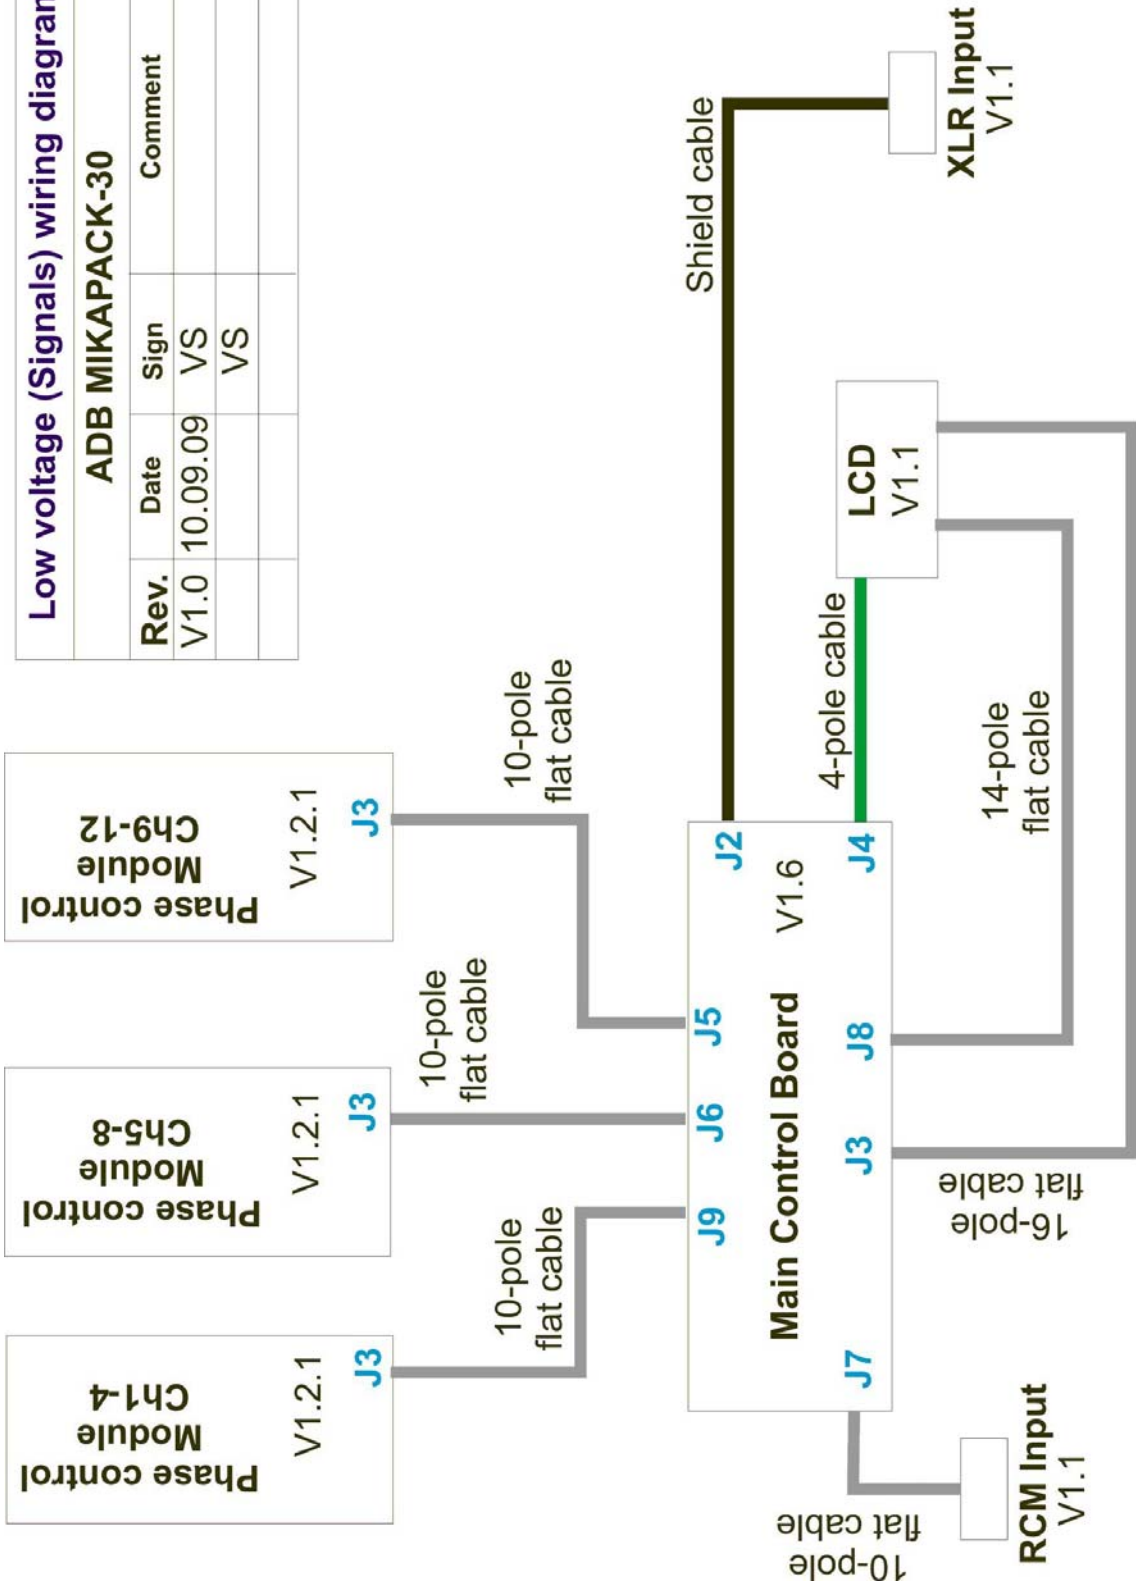 Low voltage (Signals) wiring diagram
ADB MIKAPACK-30
Rev. Date Sign Comment
V1.0 10.09.09 VS
VS
Phase control
Module
Ch1-4
V1.2.1
J3
Phase control
Module
Ch5-8
V1.2.1
J3
Phase control
Module
Ch9-12
V1.2.1
J3
10-pole
flat cable
10-pole
flat cable
10-pole
flat cable
J9
J6
J5
J2
Main Control Board
V1.6
J7
J3
J8
J4
Shield cable
XLR Input
V1.1
4-pole cable
LCD
V1.1
14-pole
flat cable
16-pole
flat cable
10-pole
flat cable
RCM Input
V1.1